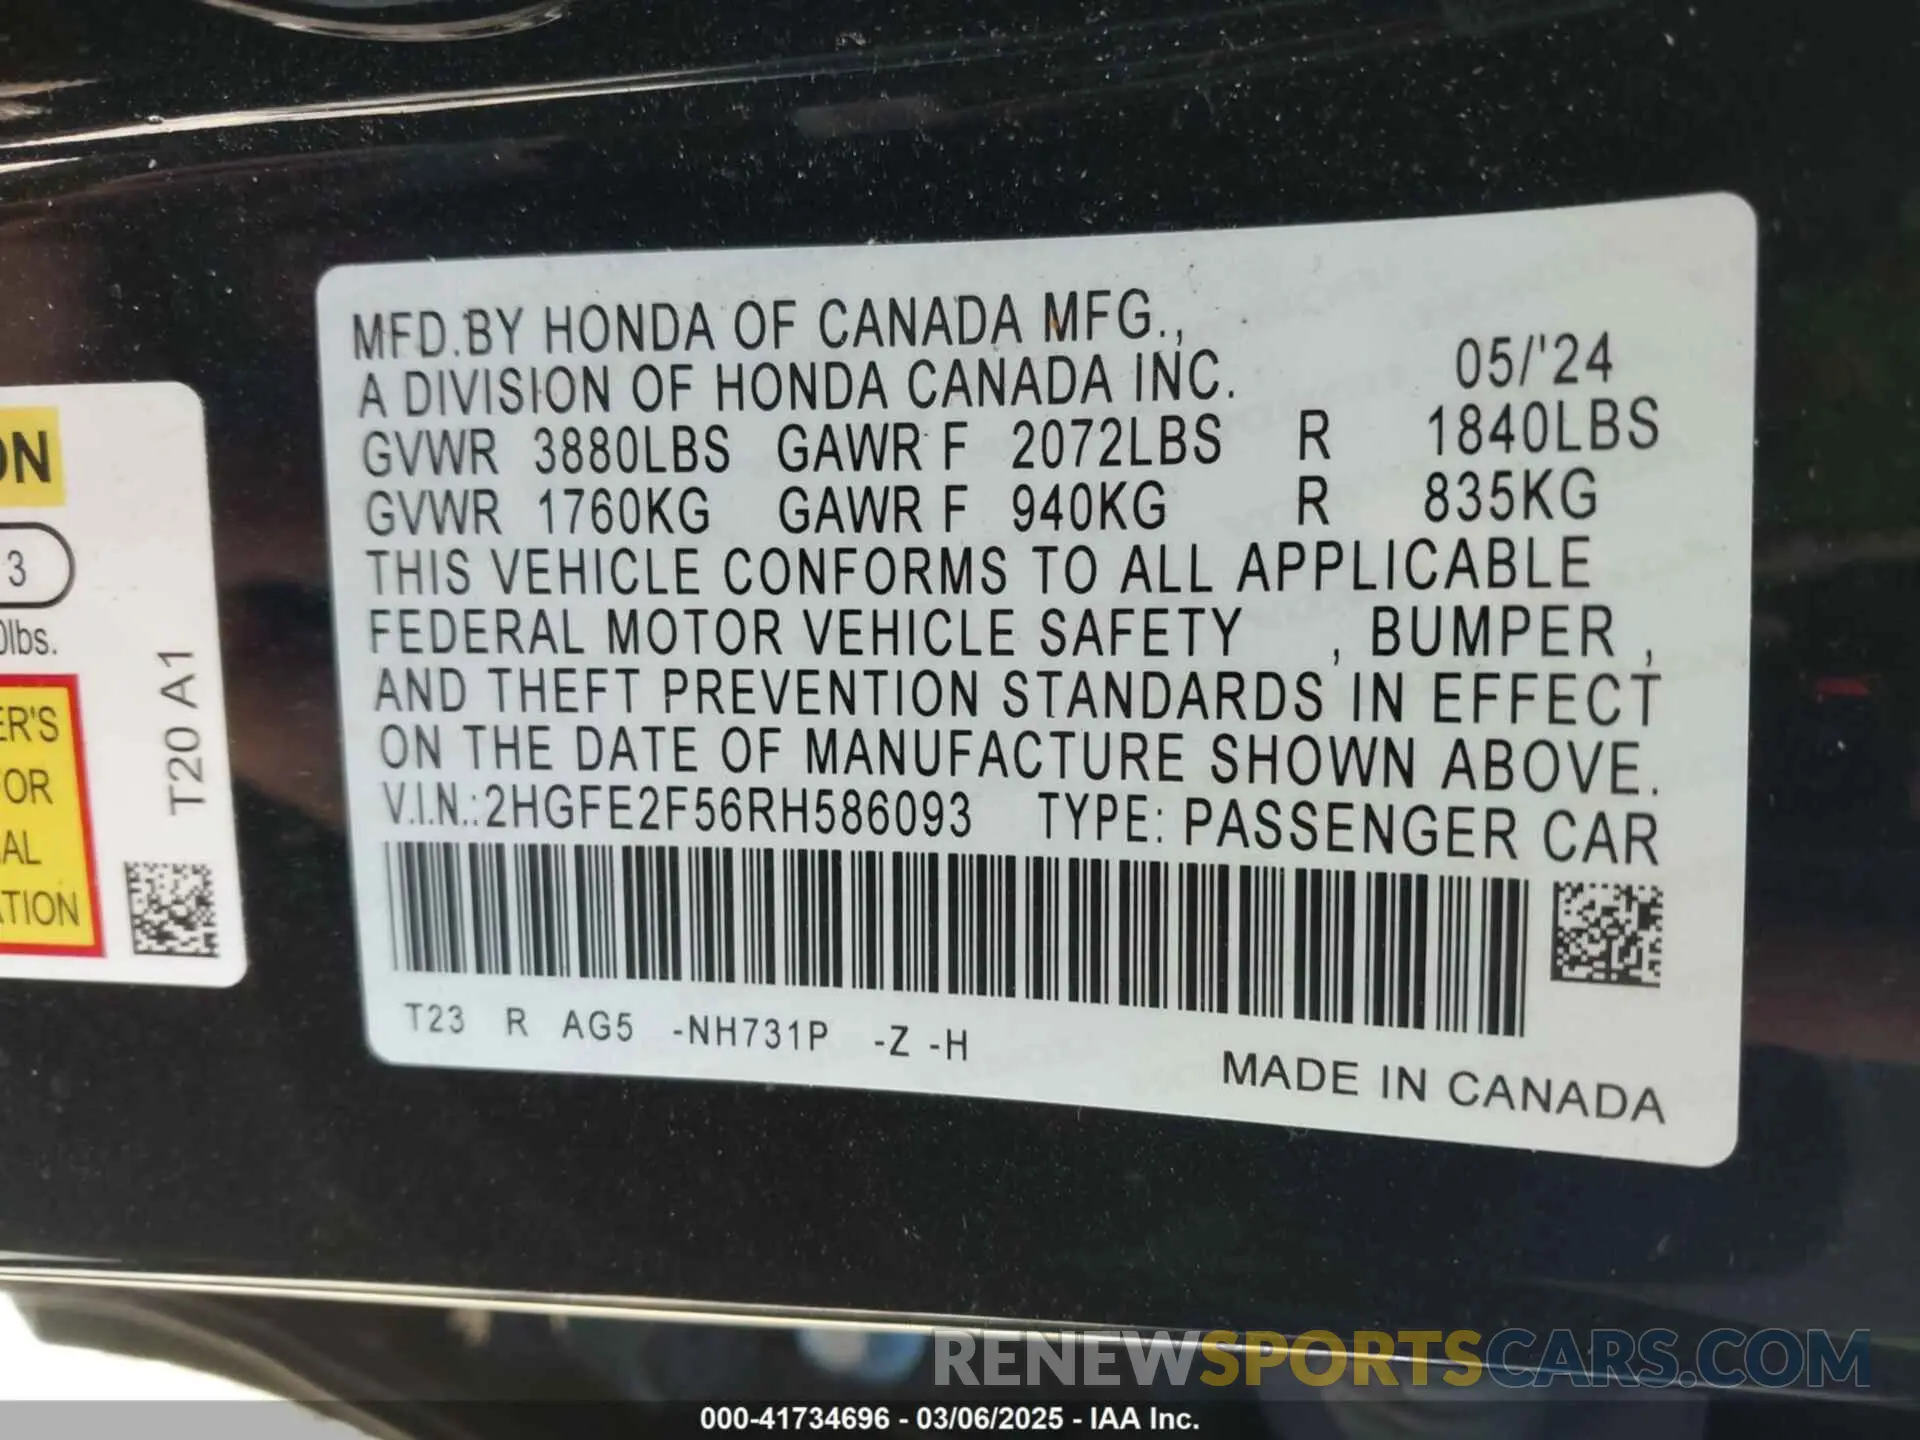 MFD.BY HONDA OF CANADA MFG.,
A DIVISION OF HONDA CANADA INC. 05/'24
GVWR 3880LBS GAWR F 2072LBS R 1840LBS
GVWR 1760KG GAWR F 940KG R 835KG
THIS VEHICLE CONFORMS TO ALL APPLICABLE
FEDERAL MOTOR VEHICLE SAFETY , BUMPER ,
AND THEFT PREVENTION STANDARDS IN EFFECT
ON THE DATE OF MANUFACTURE SHOWN ABOVE.
V.I.N.:2HGFE2F56RH586093 TYPE: PASSENGER CAR
T23 R AG5 -NH731P -Z -H
MADE IN CANADA
ON
3
0lbs.
ER'S
FOR
AL
ATION
T20 A1
RENEWSPORTSCARS.COM
000-41734696 - 03/06/2025 - IAA Inc.